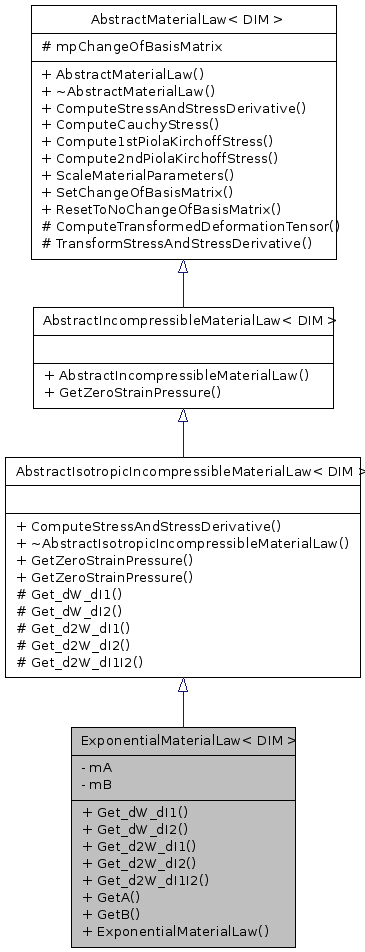 AbstractMaterialLaw< DIM >
# mpChangeOfBasisMatrix
+ AbstractMaterialLaw()
+ ~AbstractMaterialLaw()
+ ComputeStressAndStressDerivative()
+ ComputeCauchyStress()
+ Compute1stPiolaKirchoffStress()
+ Compute2ndPiolaKirchoffStress()
+ ScaleMaterialParameters()
+ SetChangeOfBasisMatrix()
+ ResetToNoChangeOfBasisMatrix()
# ComputeTransformedDeformationTensor()
# TransformStressAndStressDerivative()
AbstractIncompressibleMaterialLaw< DIM >
+ AbstractIncompressibleMaterialLaw()
+ GetZeroStrainPressure()
AbstractIsotropicIncompressibleMaterialLaw< DIM >
+ ComputeStressAndStressDerivative()
+ ~AbstractIsotropicIncompressibleMaterialLaw()
+ GetZeroStrainPressure()
+ GetZeroStrainPressure()
# Get_dW_dI1()
# Get_dW_dI2()
# Get_d2W_dI1()
# Get_d2W_dI2()
# Get_d2W_dI1I2()
ExponentialMaterialLaw< DIM >
- mA
- mB
+ Get_dW_dI1()
+ Get_dW_dI2()
+ Get_d2W_dI1()
+ Get_d2W_dI2()
+ Get_d2W_dI1I2()
+ GetA()
+ GetB()
+ ExponentialMaterialLaw()